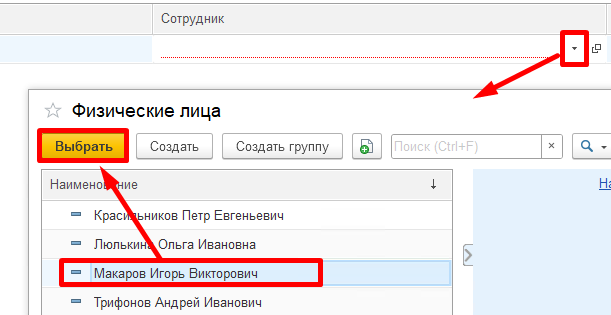 Сотрудник
Физические лица
Выбрать Создать Создать группу Поиск (Ctrl+F) ×
Наименование ↓ На
Красильников Петр Евгеньевич
Люлькина Ольга Ивановна
Макаров Игорь Викторович
Трифонов Андрей Иванович